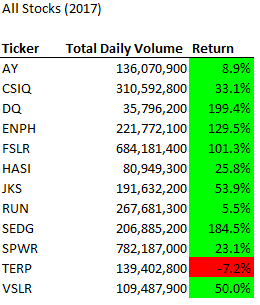 All Stocks (2017)
Ticker Total Daily Volume Return
AY 136,070,900 8.9%
CSIQ 310,592,800 33.1%
DQ 35,796,200 199.4%
ENPH 221,772,100 129.5%
FSLR 684,181,400 101.3%
HASI 80,949,300 25.8%
JKS 191,632,200 53.9%
RUN 267,681,300 5.5%
SEDG 206,885,200 184.5%
SPWR 782,187,000 23.1%
TERP 139,402,800 -7.2%
VSLR 109,487,900 50.0%